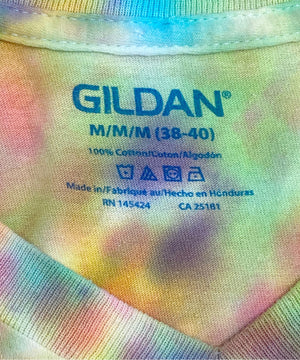 GILDAN®
M/M/M (38-40)
100% Cotton/Coton/Algodón
Made in/Fabriqué au/Hecho en Honduras
RN 145424 CA 25181